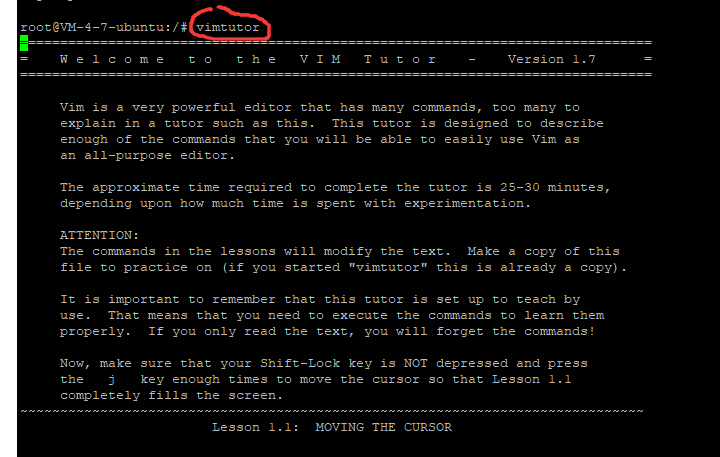 root@VM-4-7-ubuntu:/# vimtutor
===============================================================================
=    W e l c o m e   t o   t h e   V I M   T u t o r    -    Version 1.7      =
===============================================================================
Vim is a very powerful editor that has many commands, too many to
explain in a tutor such as this.  This tutor is designed to describe
enough of the commands that you will be able to easily use Vim as
an all-purpose editor.
The approximate time required to complete the tutor is 25-30 minutes,
depending upon how much time is spent with experimentation.
ATTENTION:
The commands in the lessons will modify the text.  Make a copy of this
file to practice on (if you started "vimtutor" this is already a copy).
It is important to remember that this tutor is set up to teach by
use.  That means that you need to execute the commands to learn them
properly.  If you only read the text, you will forget the commands!
Now, make sure that your Shift-Lock key is NOT depressed and press
the   j   key enough times to move the cursor so that Lesson 1.1
completely fills the screen.
~~~~~~~~~~~~~~~~~~~~~~~~~~~~~~~~~~~~~~~~~~~~~~~~~~~~~~~~~~~~~~~~~~~~~~~~~~~~~~
Lesson 1.1:  MOVING THE CURSOR